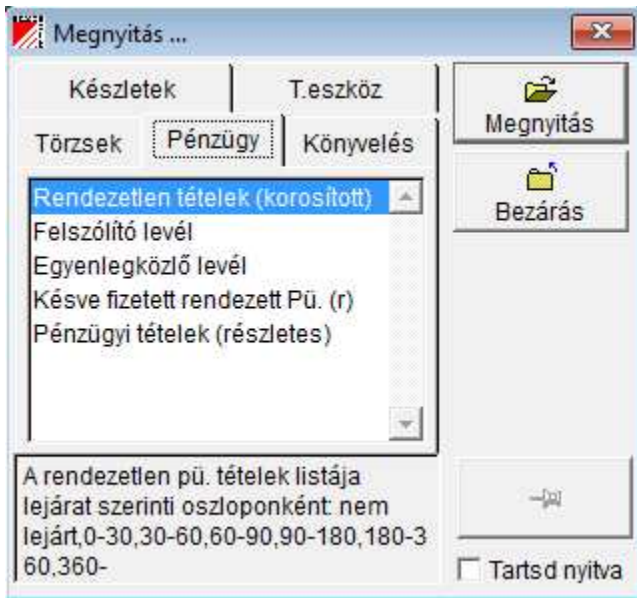 Megnyitás ...
Készletek
T.eszköz
Törzsek
Pénzügy
Könyvelés
Megnyitás
Bezárás
Rendezetlen tételek (korosított)
Felszólító levél
Egyenlegközlő levél
Késve fizetett rendezett Pü. (r)
Pénzügyi tételek (részletes)
A rendezetlen pü. tételek listája
lejárat szerinti oszloponként: nem
lejárt,0-30,30-60,60-90,90-180,180-3
60,360-
Tartsd nyitva